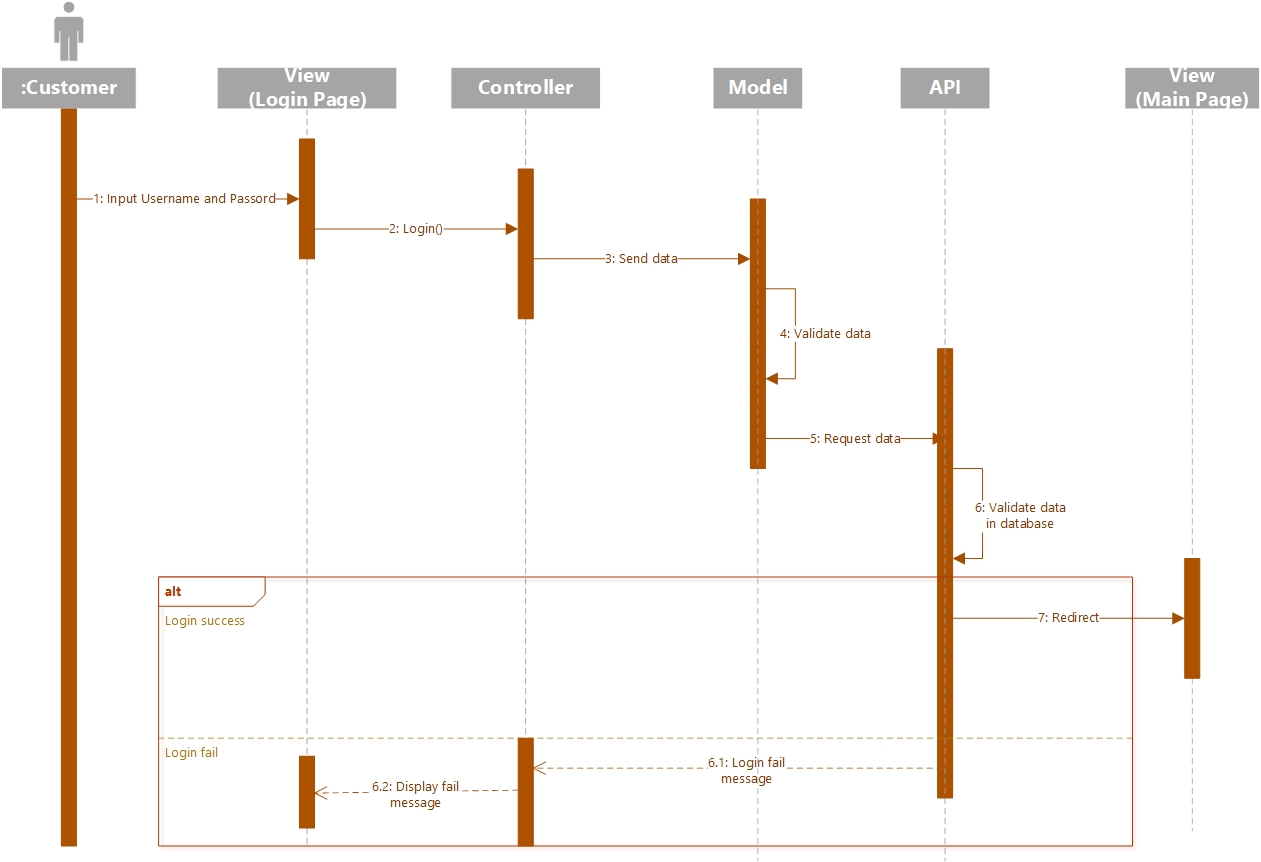 :Customer
View
(Login Page)
Controller
Model
API
View
(Main Page)
1: Input Username and Passord
2: Login()
3: Send data
4: Validate data
5: Request data
6: Validate data
in database
alt
Login success
7: Redirect
Login fail
6.1: Login fail
message
6.2: Display fail
message